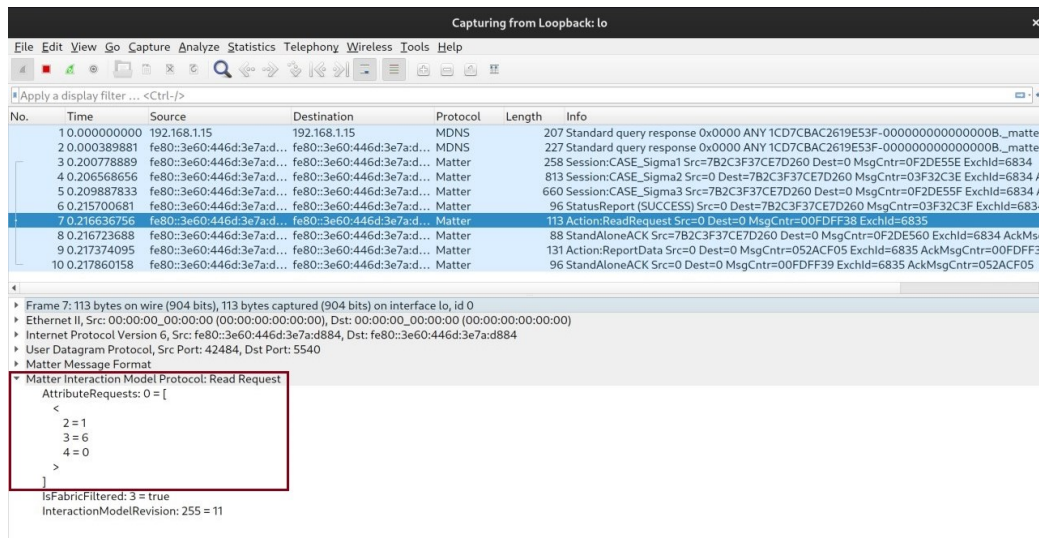 Capturing from Loopback: lo
File Edit View Go Capture Analyze Statistics Telephony Wireless Tools Help
Apply a display filter … <Ctrl-/>
No. Time Source Destination Protocol Length Info
1 0.000000000 192.168.1.15 192.168.1.15 MDNS 207 Standard query response 0x0000 ANY 1CD7CBAC2619E53F-000000000000000B._matte
2 0.000389881 fe80::3e60:446d:3e7a:d… fe80::3e60:446d:3e7a:d… MDNS 227 Standard query response 0x0000 ANY 1CD7CBAC2619E53F-000000000000000B._matte
3 0.200778889 fe80::3e60:446d:3e7a:d… fe80::3e60:446d:3e7a:d… Matter 258 Session:CASE_Sigma1 Src=7B2C3F37CE7D260 Dest=0 MsgCntr=0F2DE55E ExchId=6834
4 0.206568656 fe80::3e60:446d:3e7a:d… fe80::3e60:446d:3e7a:d… Matter 813 Session:CASE_Sigma2 Src=0 Dest=7B2C3F37CE7D260 MsgCntr=03F32C3E ExchId=6834 A
5 0.209887833 fe80::3e60:446d:3e7a:d… fe80::3e60:446d:3e7a:d… Matter 660 Session:CASE_Sigma3 Src=7B2C3F37CE7D260 Dest=0 MsgCntr=0F2DE55F ExchId=6834 A
6 0.215700681 fe80::3e60:446d:3e7a:d… fe80::3e60:446d:3e7a:d… Matter 96 StatusReport (SUCCESS) Src=0 Dest=7B2C3F37CE7D260 MsgCntr=03F32C3F ExchId=683
7 0.216636756 fe80::3e60:446d:3e7a:d… fe80::3e60:446d:3e7a:d… Matter 113 Action:ReadRequest Src=0 Dest=0 MsgCntr=00FDFF38 ExchId=6835
8 0.216723688 fe80::3e60:446d:3e7a:d… fe80::3e60:446d:3e7a:d… Matter 88 StandAloneACK Src=7B2C3F37CE7D260 Dest=0 MsgCntr=0F2DE560 ExchId=6834 AckMs
9 0.217374095 fe80::3e60:446d:3e7a:d… fe80::3e60:446d:3e7a:d… Matter 131 Action:ReportData Src=0 Dest=0 MsgCntr=052ACF05 ExchId=6835 AckMsgCntr=00FDFF3
10 0.217860158 fe80::3e60:446d:3e7a:d… fe80::3e60:446d:3e7a:d… Matter 96 StandAloneACK Src=0 Dest=0 MsgCntr=00FDFF39 ExchId=6835 AckMsgCntr=052ACF05
Frame 7: 113 bytes on wire (904 bits), 113 bytes captured (904 bits) on interface lo, id 0
Ethernet II, Src: 00:00:00_00:00:00 (00:00:00:00:00:00), Dst: 00:00:00_00:00:00 (00:00:00:00:00:00)
Internet Protocol Version 6, Src: fe80::3e60:446d:3e7a:d884, Dst: fe80::3e60:446d:3e7a:d884
User Datagram Protocol, Src Port: 42484, Dst Port: 5540
Matter Message Format
Matter Interaction Model Protocol: Read Request
AttributeRequests: 0 = [
<
2 = 1
3 = 6
4 = 0
>
]
IsFabricFiltered: 3 = true
InteractionModelRevision: 255 = 11